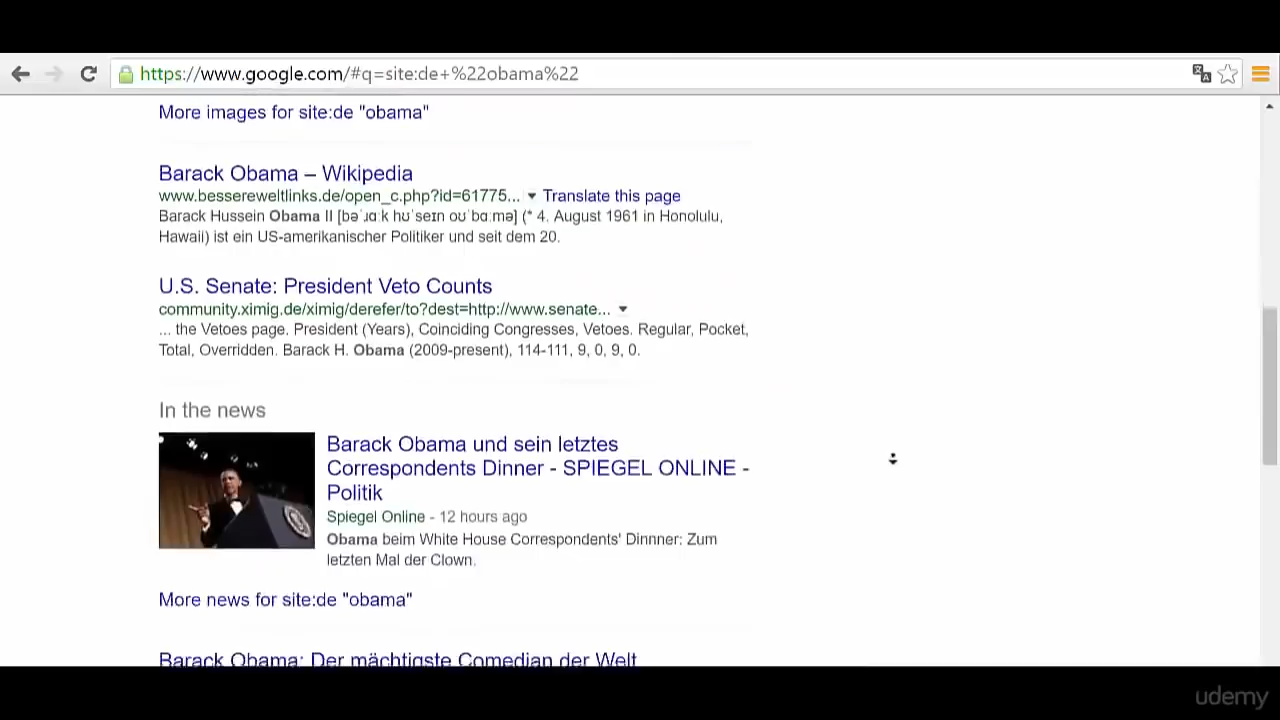 https://www.google.com/#q=site:de+%22obama%22
More images for site:de "obama"
Barack Obama – Wikipedia
www.bessereweltlinks.de/open_c.php?id=61775... Translate this page
Barack Hussein Obama II [bəˈɹɑːk hʊˈseɪn oʊˈbɑːmə] (* 4. August 1961 in Honolulu,
Hawaii) ist ein US-amerikanischer Politiker und seit dem 20.
U.S. Senate: President Veto Counts
community.ximig.de/ximig/derefer/to?dest=http://www.senate...
... the Vetoes page. President (Years), Coinciding Congresses, Vetoes. Regular, Pocket,
Total, Overridden. Barack H. Obama (2009-present), 114-111, 9, 0, 9, 0.
In the news
Barack Obama und sein letztes
Correspondents Dinner - SPIEGEL ONLINE -
Politik
Spiegel Online - 12 hours ago
Obama beim White House Correspondents' Dinnner: Zum
letzten Mal der Clown.
More news for site:de "obama"
Barack Obama: Der mächtigste Comedian der Welt
udemy